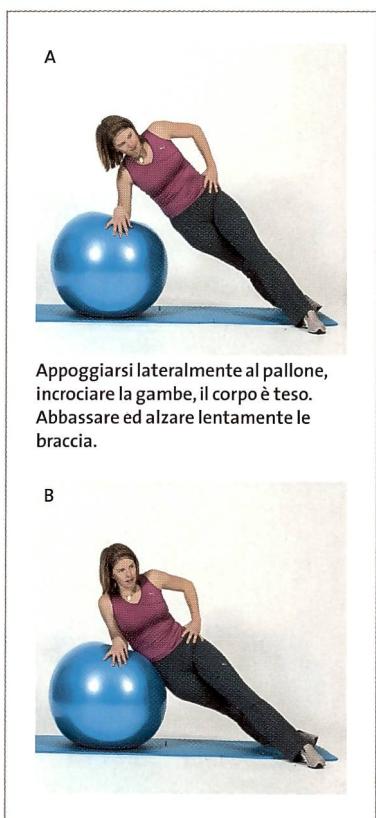 A
Appoggiarsi lateralmente al pallone,
incrociare la gambe, il corpo è teso.
Abbassare ed alzare lentamente le
braccia.
B